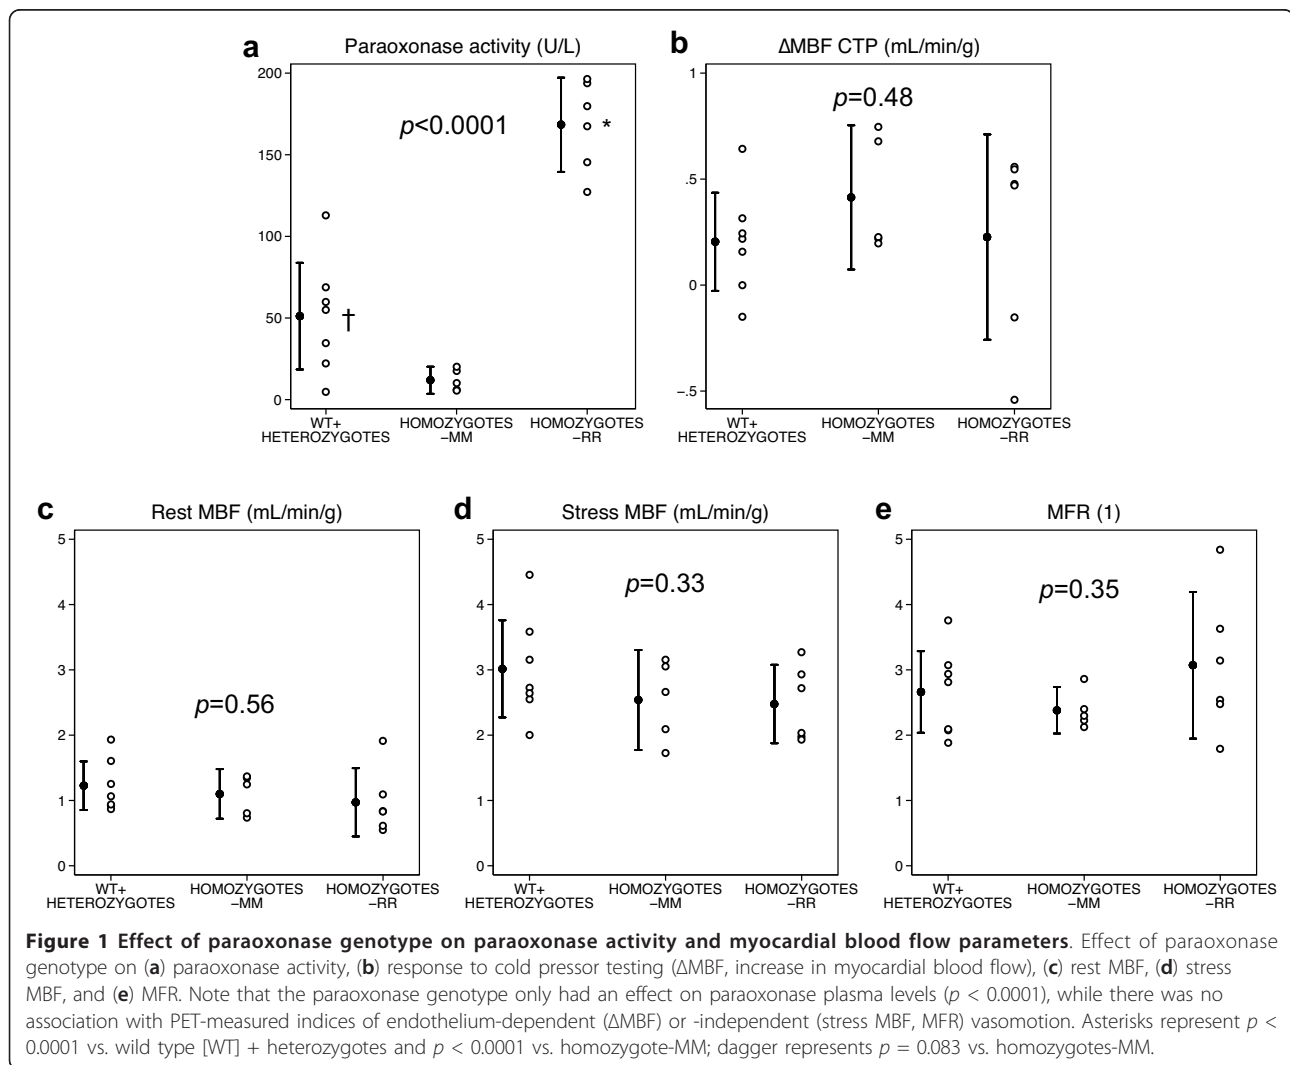 a Paraoxonase activity (U/L)
200
150
100
50
0
p<0.0001
*
†
WT+ HETEROZYGOTES
HOMOZYGOTES −MM
HOMOZYGOTES −RR
b ΔMBF CTP (mL/min/g)
1
.5
0
−.5
p=0.48
WT+ HETEROZYGOTES
HOMOZYGOTES −MM
HOMOZYGOTES −RR
c Rest MBF (mL/min/g)
5
4
3
2
1
0
p=0.56
WT+ HETEROZYGOTES
HOMOZYGOTES −MM
HOMOZYGOTES −RR
d Stress MBF (mL/min/g)
5
4
3
2
1
0
p=0.33
WT+ HETEROZYGOTES
HOMOZYGOTES −MM
HOMOZYGOTES −RR
e MFR (1)
5
4
3
2
1
0
p=0.35
WT+ HETEROZYGOTES
HOMOZYGOTES −MM
HOMOZYGOTES −RR
Figure 1 Effect of paraoxonase genotype on paraoxonase activity and myocardial blood flow parameters. Effect of paraoxonase
genotype on (a) paraoxonase activity, (b) response to cold pressor testing (ΔMBF, increase in myocardial blood flow), (c) rest MBF, (d) stress
MBF, and (e) MFR. Note that the paraoxonase genotype only had an effect on paraoxonase plasma levels (p < 0.0001), while there was no
association with PET-measured indices of endothelium-dependent (ΔMBF) or -independent (stress MBF, MFR) vasomotion. Asterisks represent p <
0.0001 vs. wild type [WT] + heterozygotes and p < 0.0001 vs. homozygote-MM; dagger represents p = 0.083 vs. homozygotes-MM.